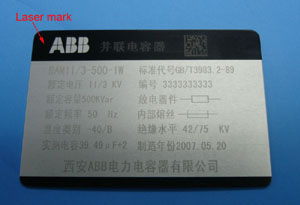 Laser mark
ABB 并联电容器
BAM11/3-500-1W 标准代号GB/T3983.2-89
额定电压 11/3 KV 编号 3333333333
额定容量500KVar 放电器件
额定频率 50 Hz 内部熔丝
温度类别 -40/B 绝缘水平 42/75 KV
实测电容39.46μF+2 制造年份2007.05.20
西安ABB电力电容器有限公司